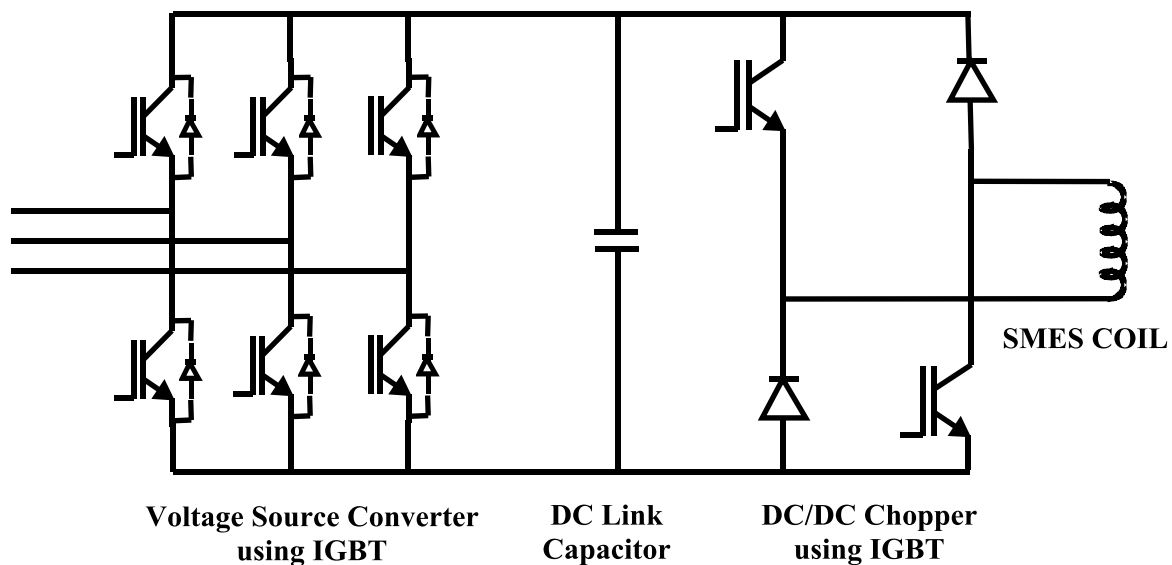 SMES COIL
Voltage Source Converter
using IGBT
DC Link
Capacitor
DC/DC Chopper
using IGBT